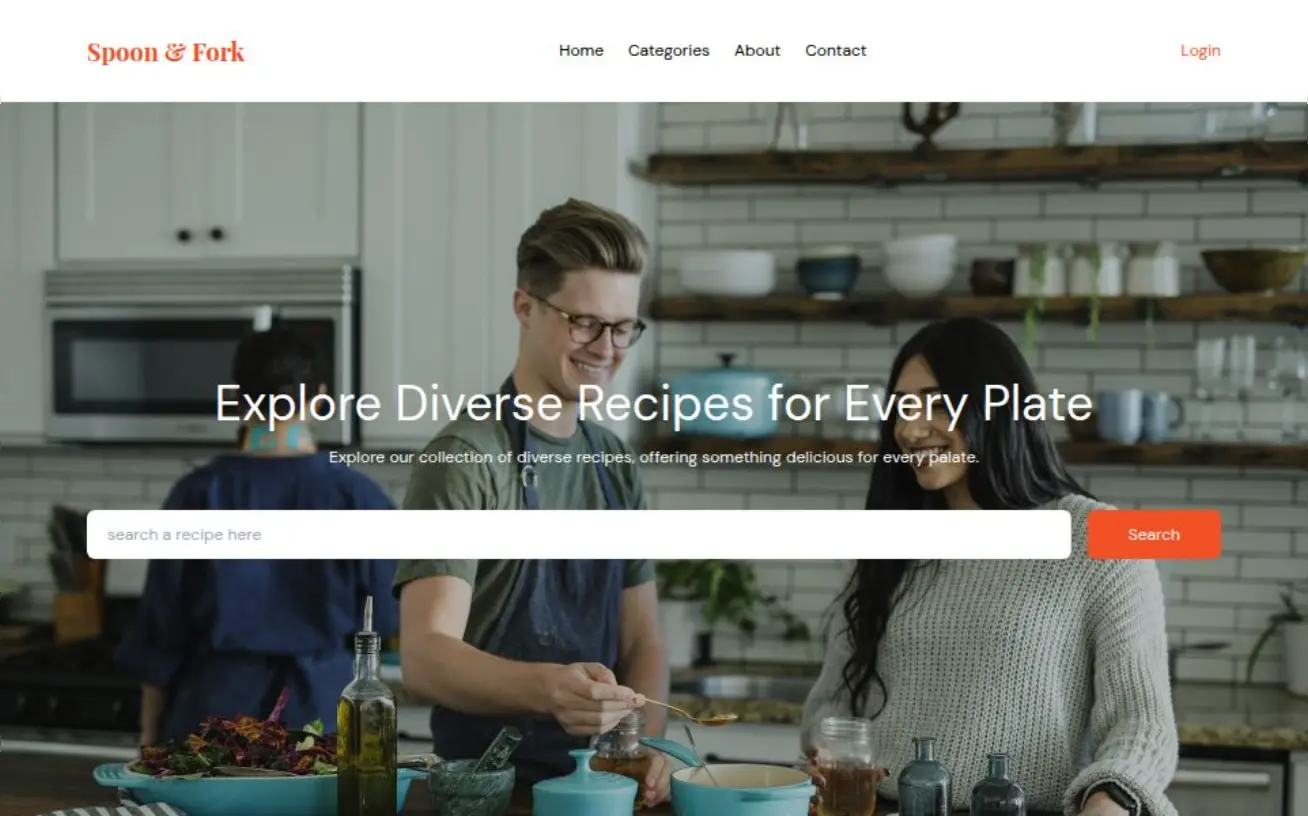 Spoon & Fork
Home Categories About Contact
Login
Explore Diverse Recipes for Every Plate
Explore our collection of diverse recipes, offering something delicious for every palate.
search a recipe here
Search